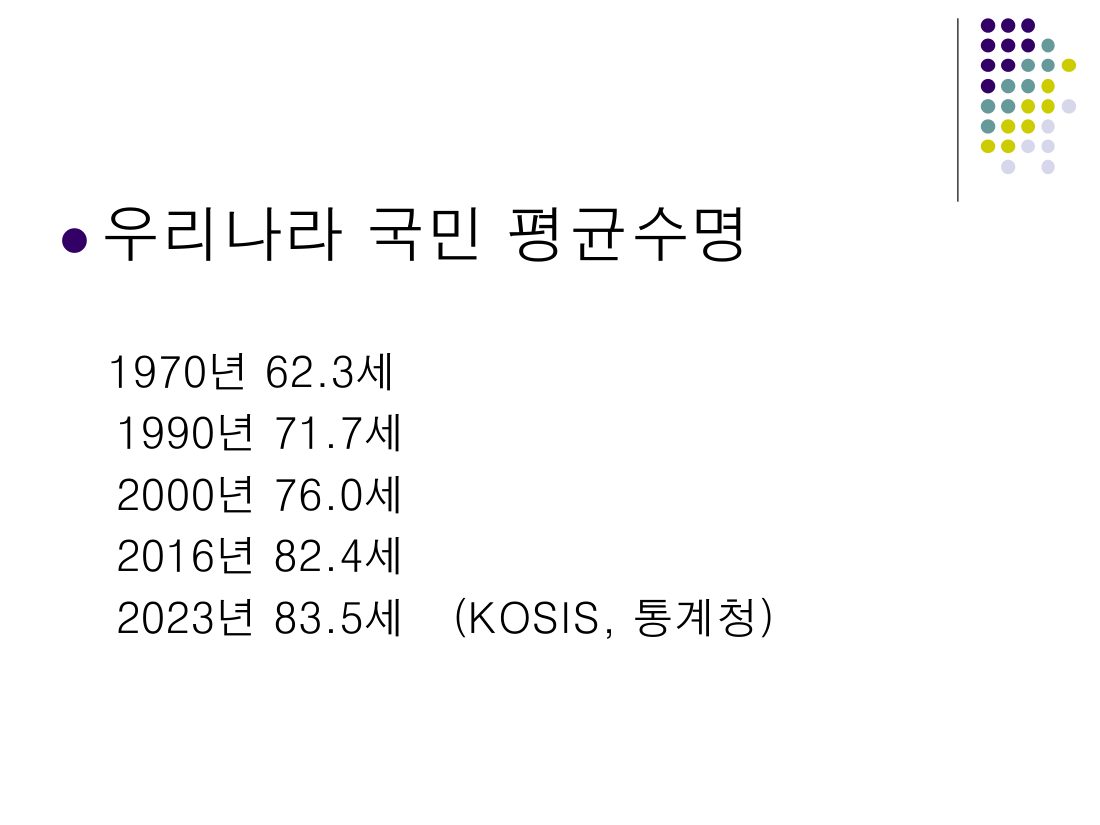 우리나라 국민 평균수명
1970년 62.3세
1990년 71.7세
2000년 76.0세
2016년 82.4세
2023년 83.5세 (KOSIS, 통계청)